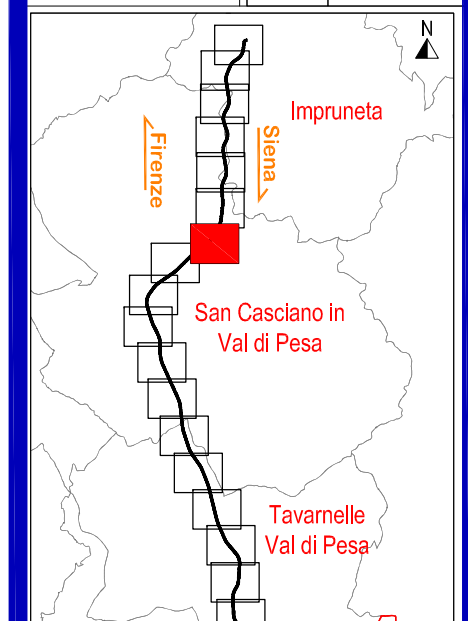 N
Impruneta
Firenze
Siena
San Casciano in
Val di Pesa
Tavarnelle
Val di Pesa